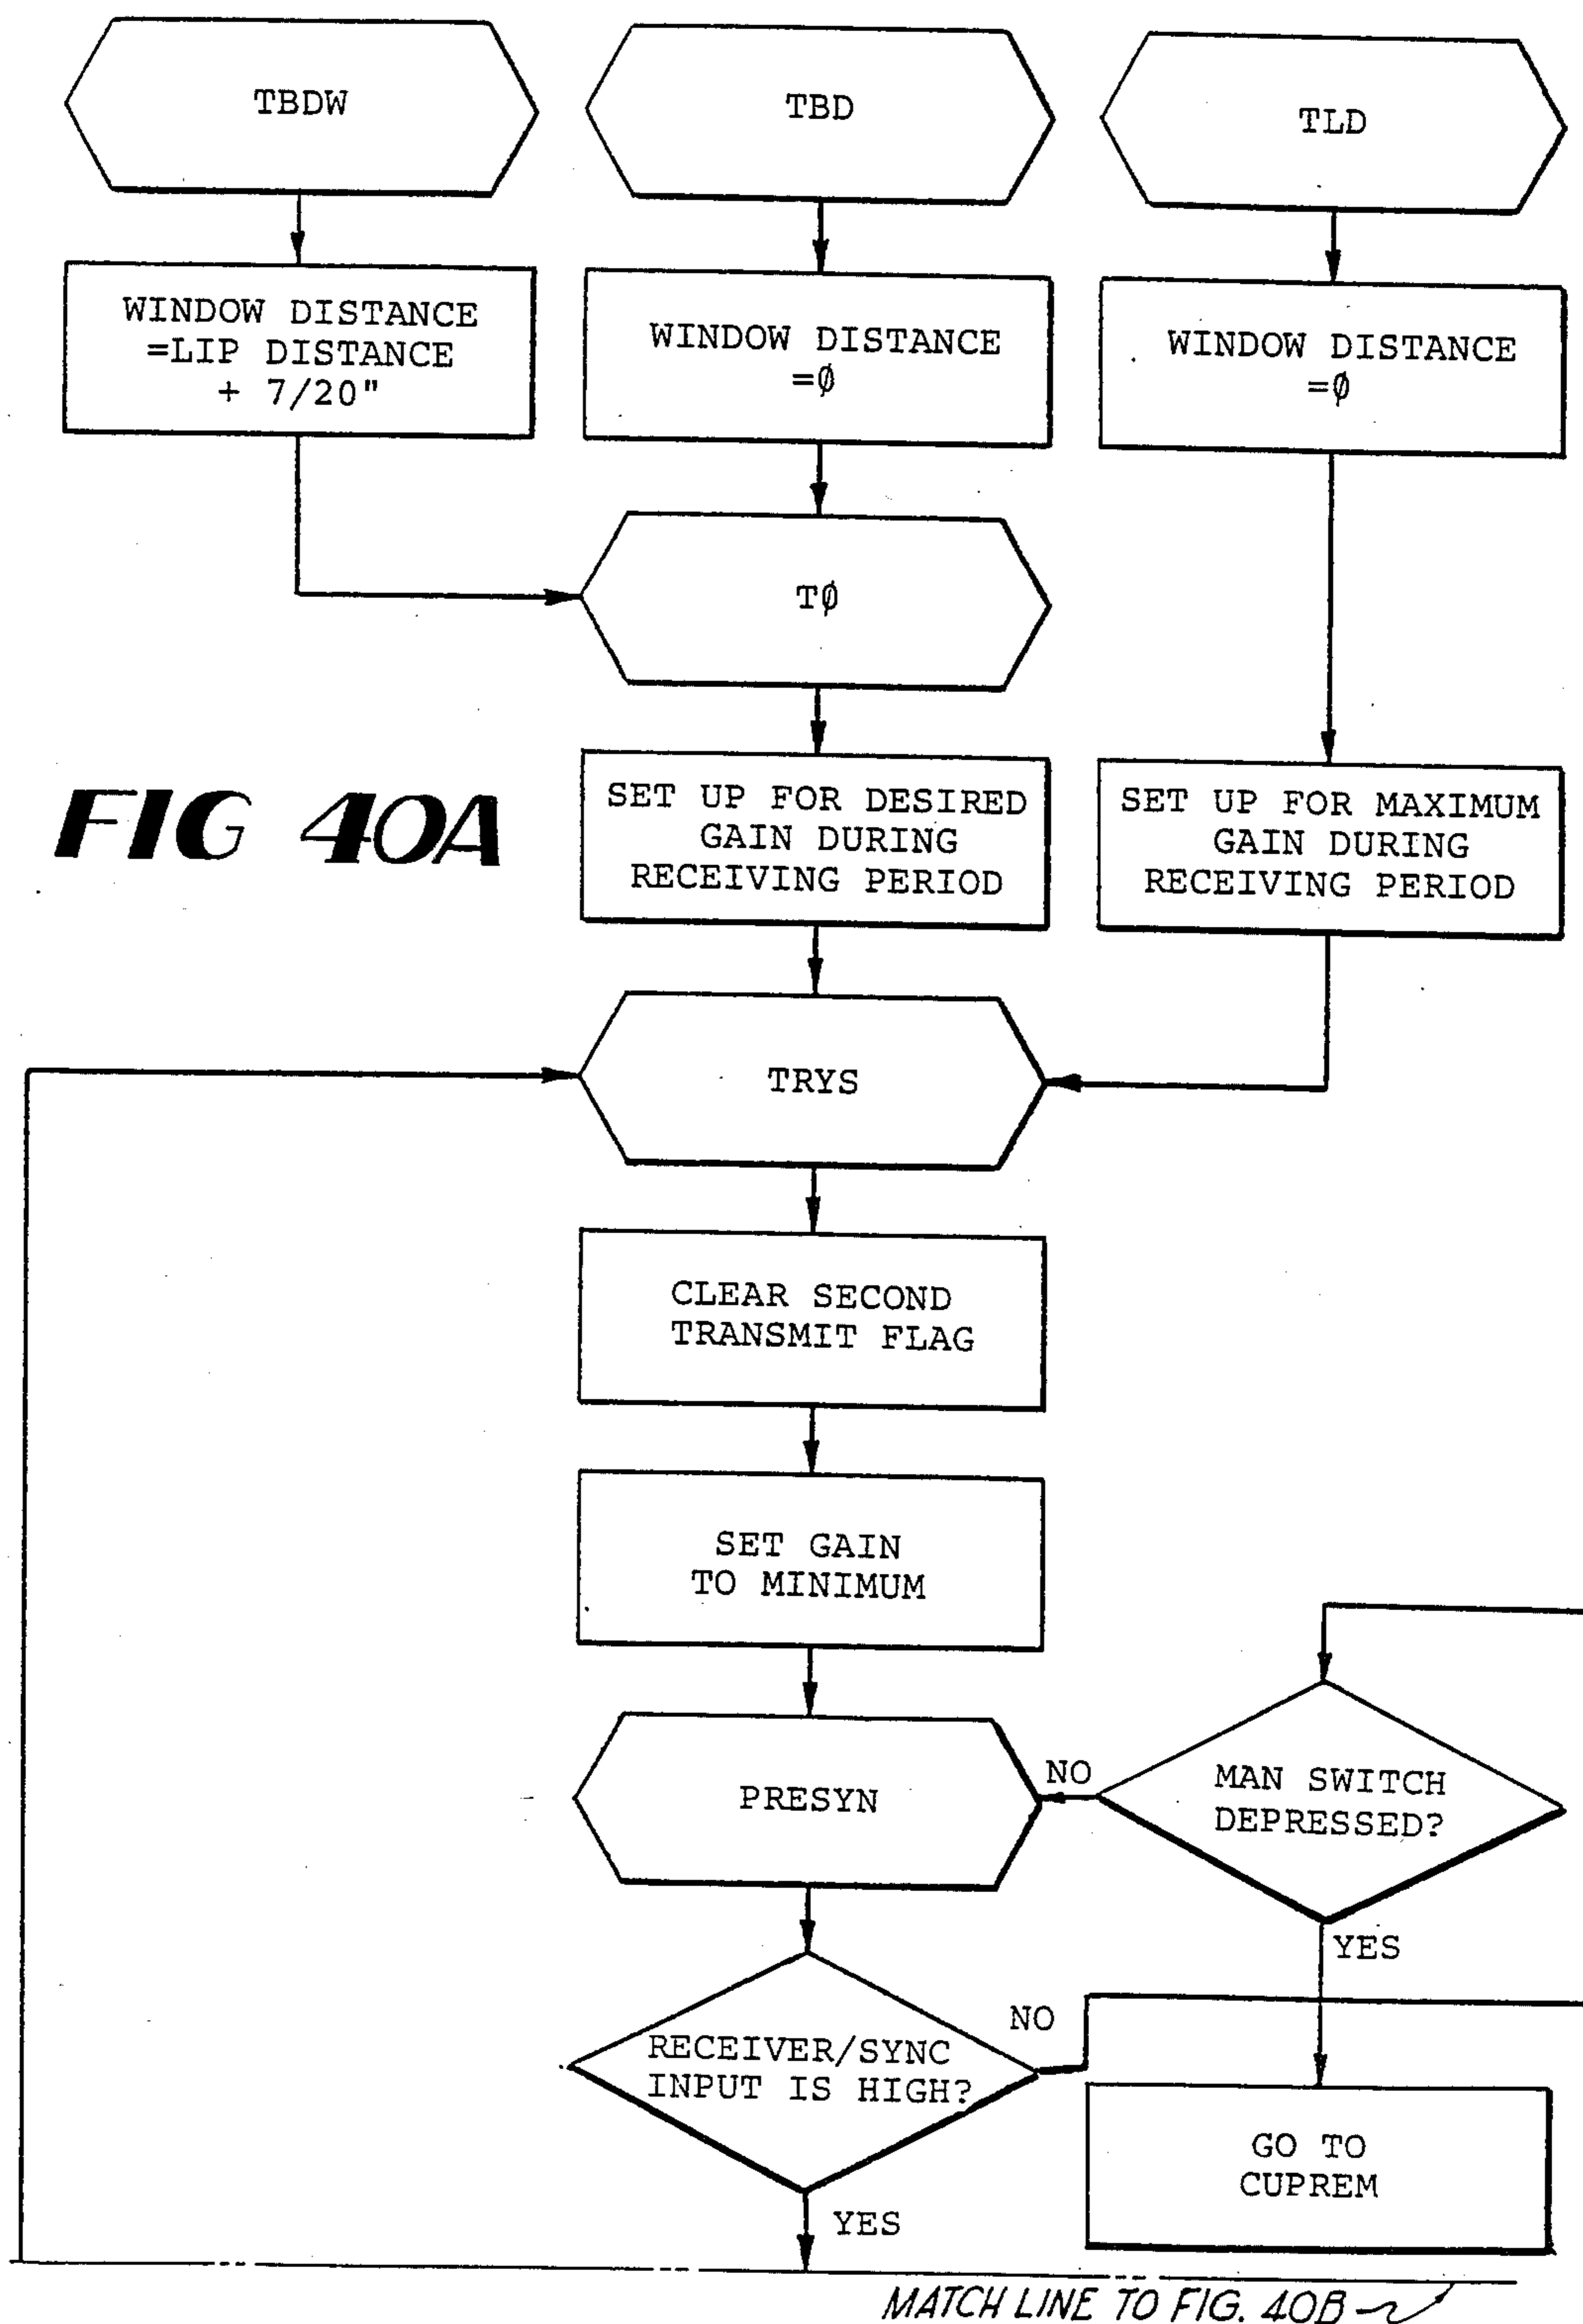 TBDW
TBD
TLD
WINDOW DISTANCE
=LIP DISTANCE
+ 7/20"
WINDOW DISTANCE
=Ø
WINDOW DISTANCE
=Ø
TØ
FIG 40A
SET UP FOR DESIRED
GAIN DURING
RECEIVING PERIOD
SET UP FOR MAXIMUM
GAIN DURING
RECEIVING PERIOD
TRYS
CLEAR SECOND
TRANSMIT FLAG
SET GAIN
TO MINIMUM
PRESYN
NO
MAN SWITCH
DEPRESSED?
YES
RECEIVER/SYNC
INPUT IS HIGH?
NO
YES
GO TO
CUPREM
MATCH LINE TO FIG. 40B